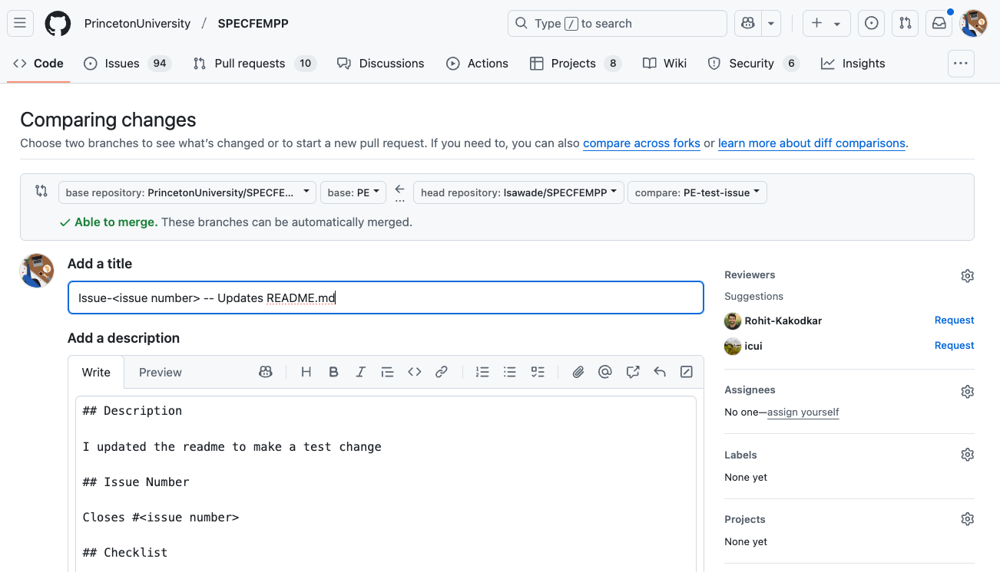 PrincetonUniversity / SPECFEMPP
Type / to search
Code
Issues 94
Pull requests 10
Discussions
Actions
Projects 8
Wiki
Security 6
Insights
Comparing changes
Choose two branches to see what's changed or to start a new pull request. If you need to, you can also compare across forks or learn more about diff comparisons.
base repository: PrincetonUniversity/SPECFE...
base: PE
head repository: lsawade/SPECFEMPP
compare: PE-test-issue
Able to merge. These branches can be automatically merged.
Add a title
Issue-<issue number> -- Updates README.md
Add a description
Write
Preview
## Description
I updated the readme to make a test change
## Issue Number
Closes #<issue number>
## Checklist
Reviewers
Suggestions
Rohit-Kakodkar Request
icui Request
Assignees
No one—assign yourself
Labels
None yet
Projects
None yet